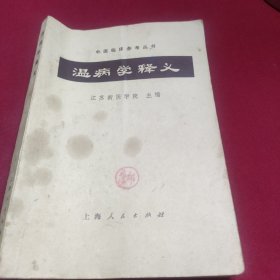 中医临床参考丛书
温病学释义
江苏新医学院 主编
上海人民出版社